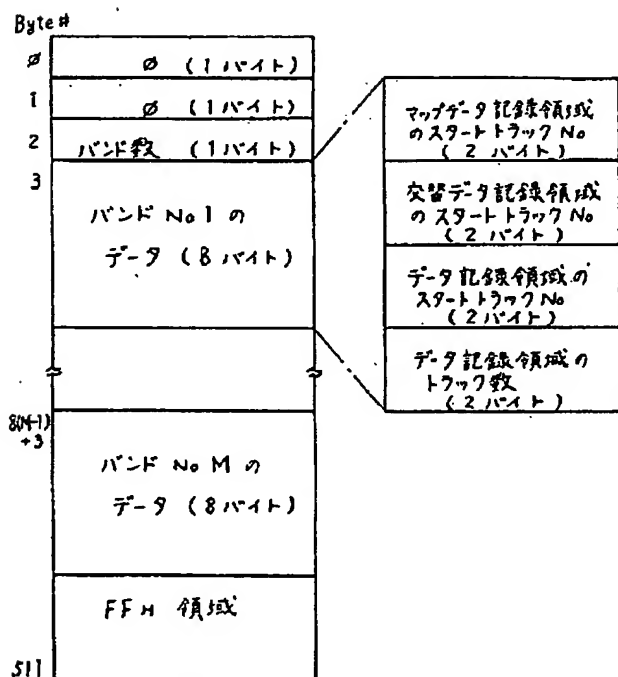 Byte#
ø
ø (1バイト)
1
ø (1バイト)
2
バンド数 (1バイト)
3
バンド No 1 の
データ (8バイト)
8(M-1)
+3
バンド No M の
データ (8バイト)
FFH 領域
511
マップデータ記録領域
のスタートトラック No
(2バイト)
交替データ記録領域
のスタートトラック No
(2バイト)
データ記録領域の
スタートトラック No
(2バイト)
データ記録領域の
トラック数
(2バイト)